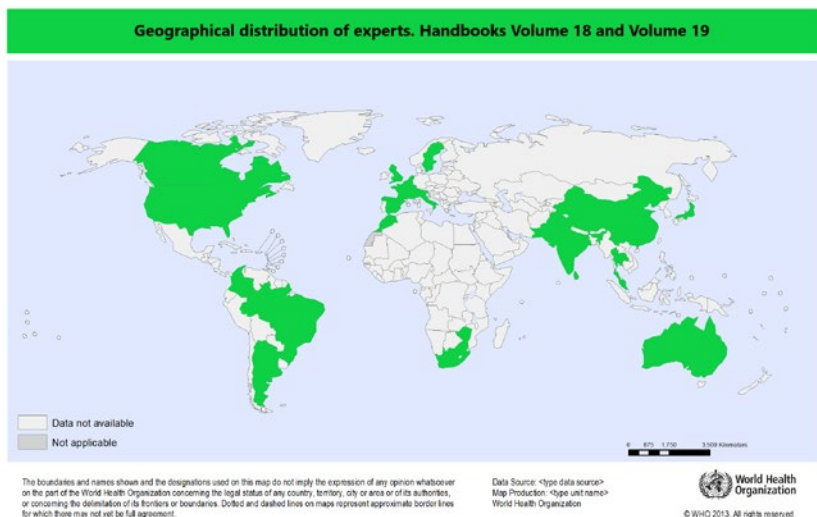 Geographical distribution of experts. Handbooks Volume 18 and Volume 19
Data not available
Not applicable
0 875 1,750 3,500 Kilometers
The boundaries and names shown and the designations used on this map do not imply the expression of any opinion whatsoever
on the part of the World Health Organization concerning the legal status of any country, territory, city or area or of its authorities,
or concerning the delimitation of its frontiers or boundaries. Dotted and dashed lines on maps represent approximate border lines
for which there may not yet be full agreement.
Data Source: <type data source>
Map Production: <type unit name>
World Health Organization
World Health
Organization
© WHO 2013. All rights reserved.